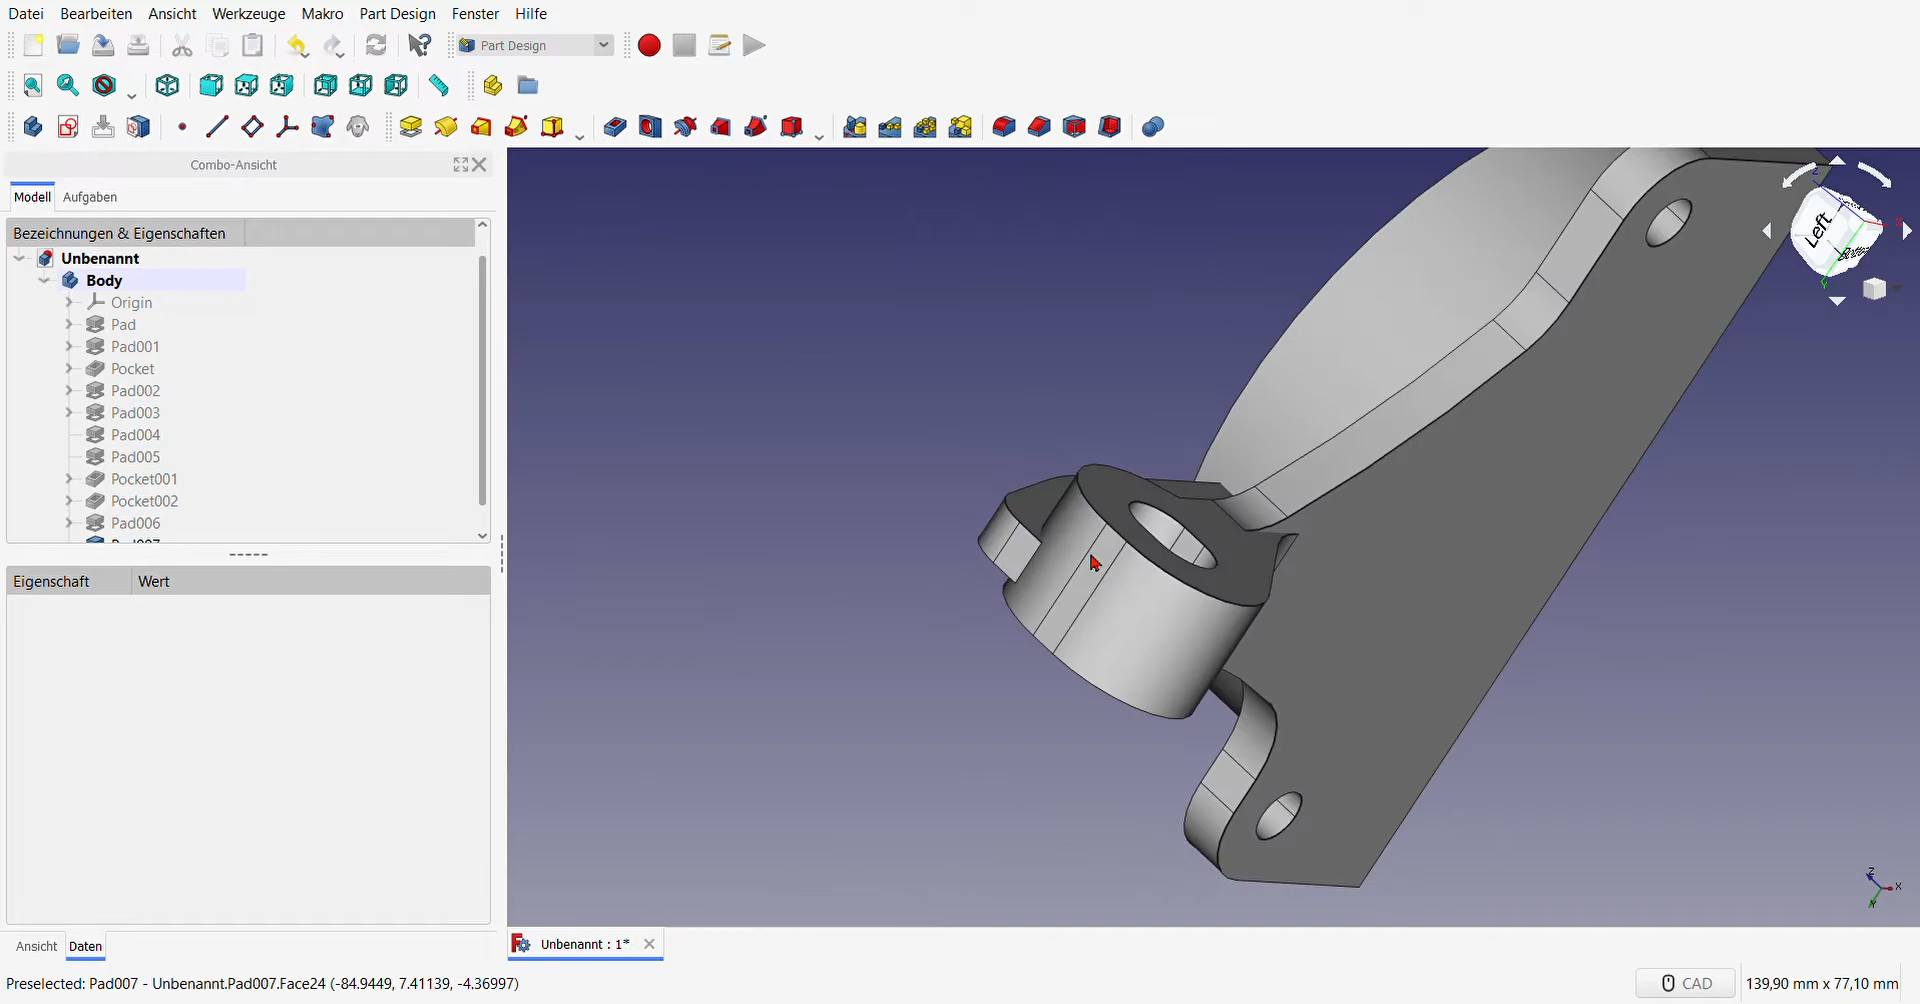 Datei Bearbeiten Ansicht Werkzeuge Makro Part Design Fenster Hilfe
Part Design
Combo-Ansicht
Modell Aufgaben
Bezeichnungen & Eigenschaften
Unbenannt
Body
Origin
Pad
Pad001
Pocket
Pad002
Pad003
Pad004
Pad005
Pocket001
Pocket002
Pad006
Pad007
Eigenschaft Wert
Left
Z
Y
Z
X
Y
Ansicht Daten
Unbenannt : 1*
Preselected: Pad007 - Unbenannt.Pad007.Face24 (-84.9449, 7.41139, -4.36997)
CAD
139,90 mm x 77,10 mm